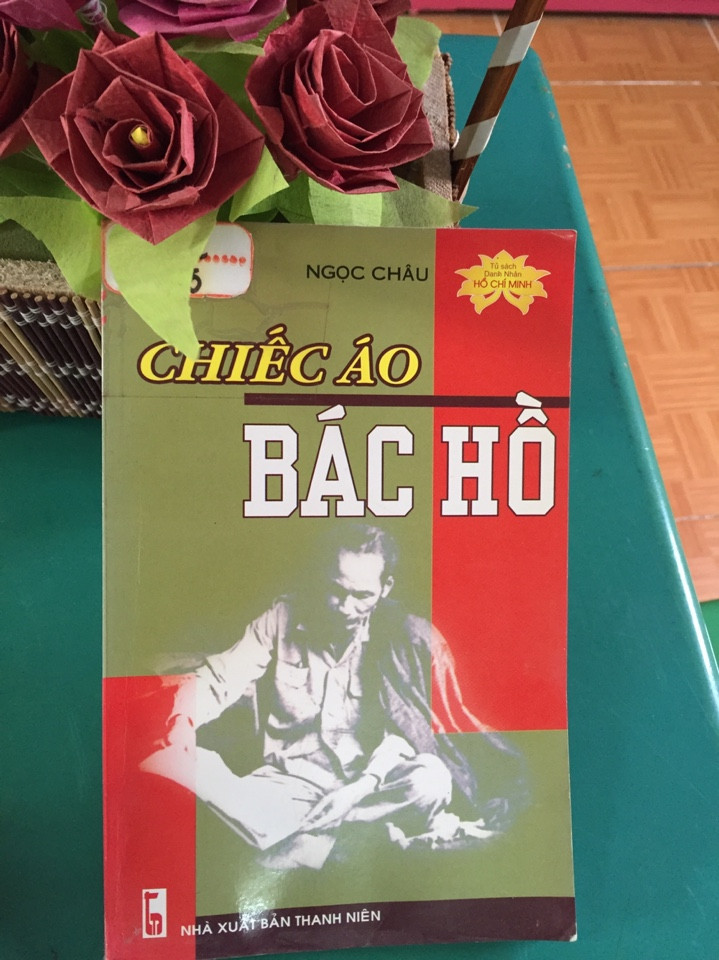 NGỌC CHÂU
Tủ sách
Danh Nhân
HỒ CHÍ MINH
CHIẾC ÁO
BÁC HỒ
NHÀ XUẤT BẢN THANH NIÊN